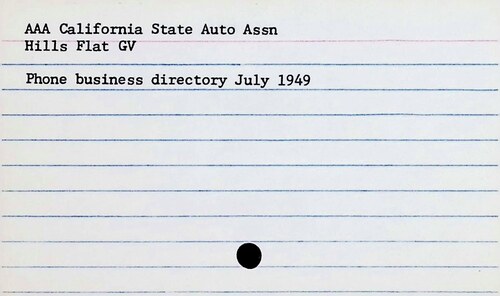 AAA California State Auto Assn
Hills Flat GV
Phone business directory July 1949